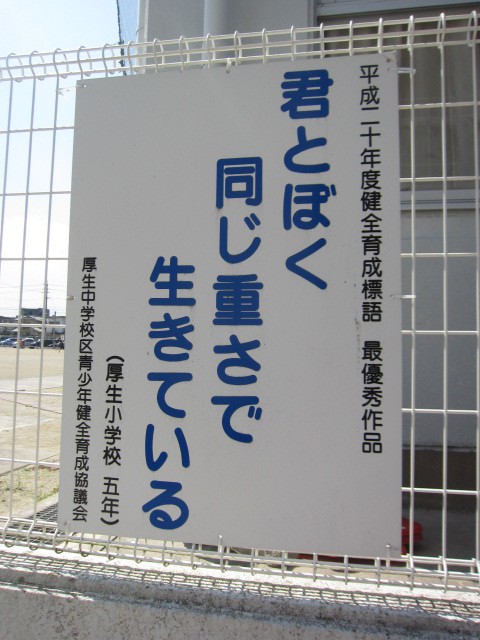 平成二十年度健全育成標語 最優秀作品
君とぼく
同じ重さで
生きている
(厚生小学校 五年)
厚生中学校区青少年健全育成協議会